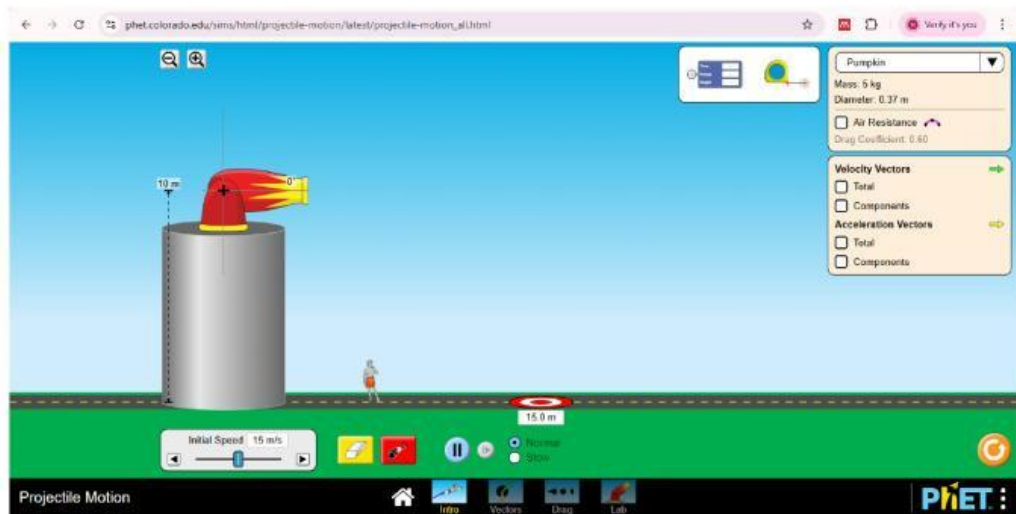 phet.colorado.edu/sims/html/projectile-motion/latest/projectile-motion_all.html
Verify it's you
Pumpkin
Mass: 5 kg
Diameter: 0.37 m
Air Resistance
Drag Coefficient: 0.60
10 m
0°
Velocity Vectors
Total
Components
Acceleration Vectors
Total
Components
15.0 m
Initial Speed 15 m/s
Normal
Slow
Projectile Motion
Intro
Vectors
Drag
Lab
PhET